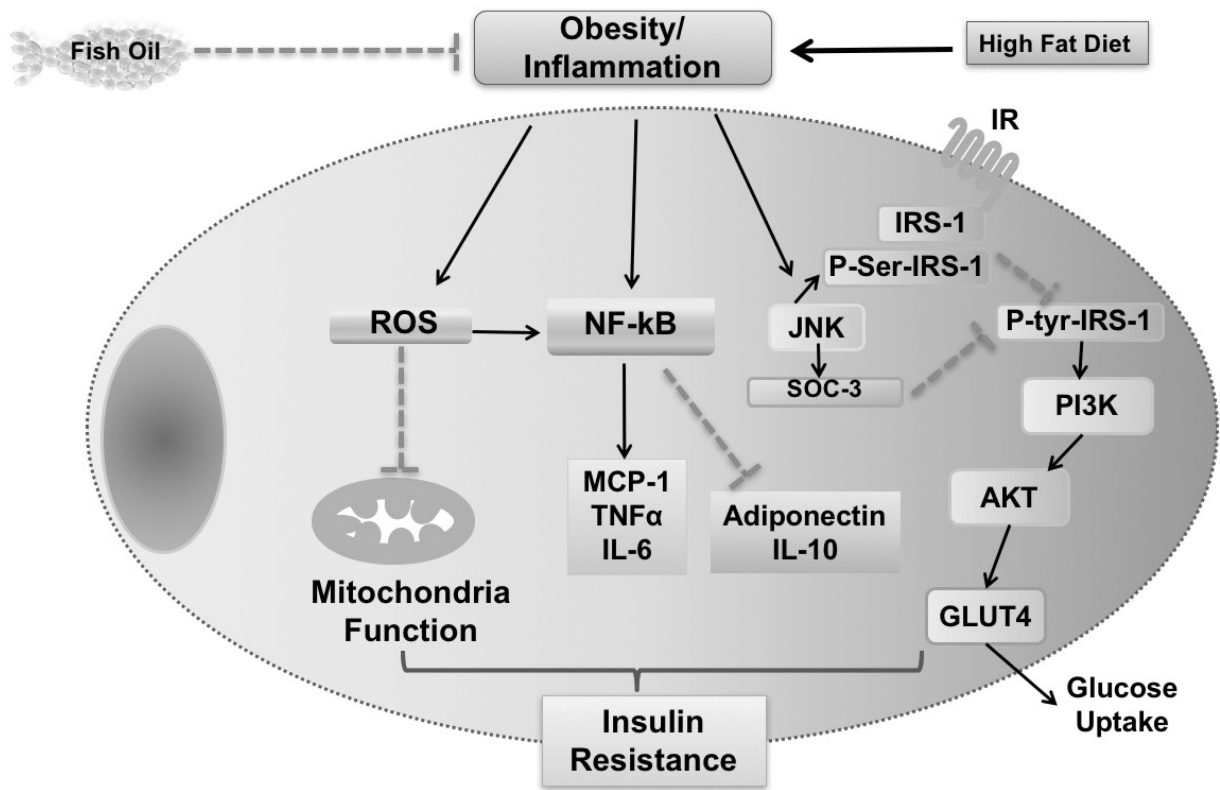 Fish Oil
Obesity/
Inflammation
High Fat Diet
IR
IRS-1
P-Ser-IRS-1
ROS
NF-kB
JNK
P-tyr-IRS-1
SOC-3
PI3K
MCP-1
TNFα
IL-6
Adiponectin
IL-10
AKT
Mitochondria
Function
GLUT4
Glucose
Uptake
Insulin
Resistance